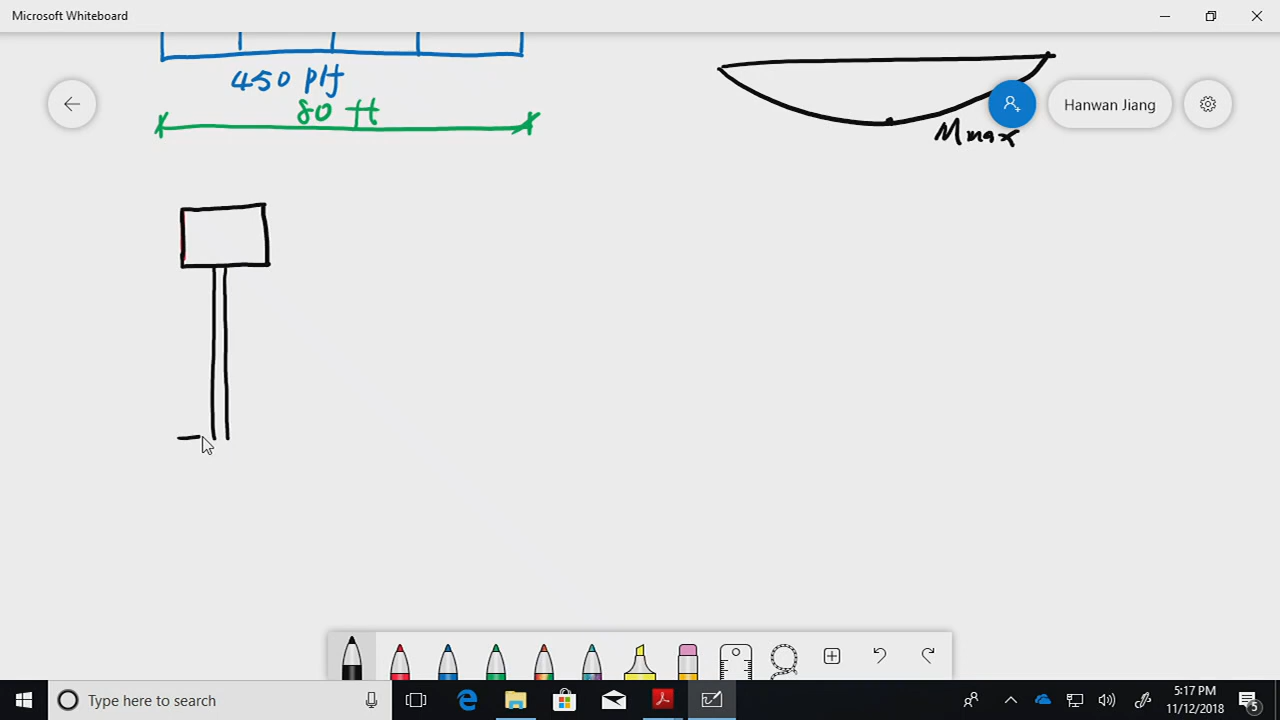 Microsoft Whiteboard
450 plf
80 ft
Hanwan Jiang
Mmax
Type here to search
5:17 PM
11/12/2018
5